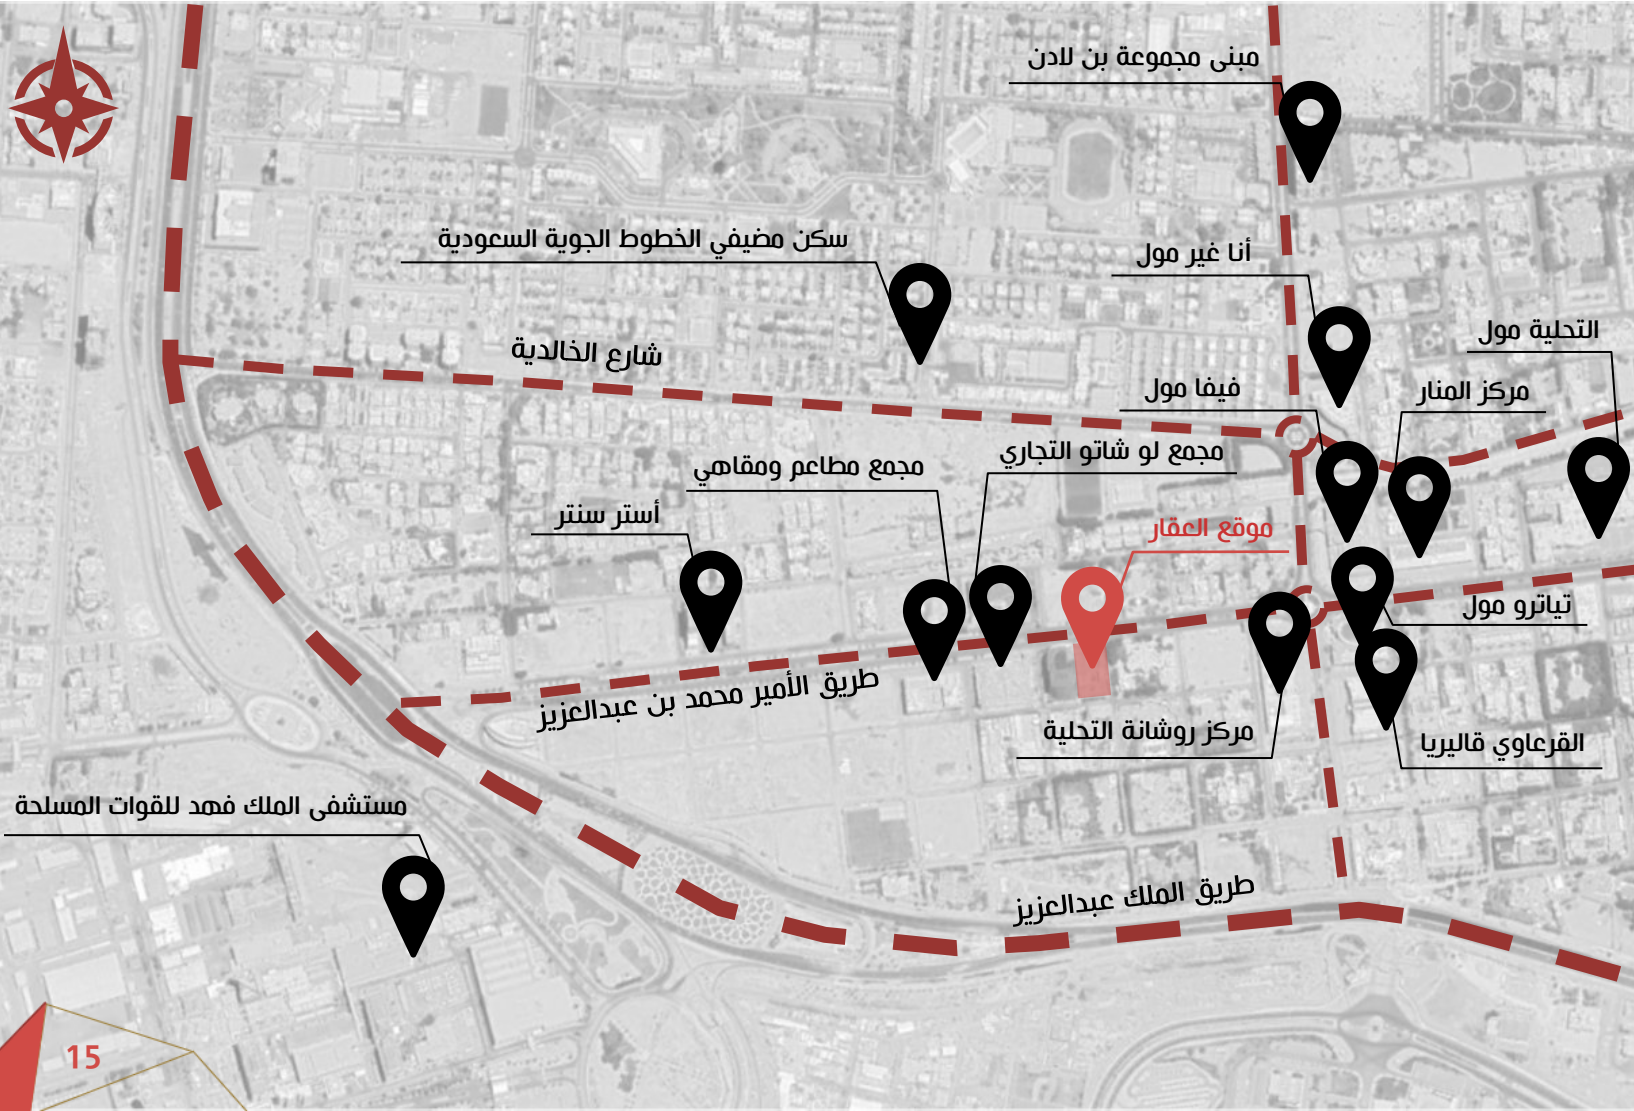 مبنى مجموعة بن لادن
سكن مضيفي الخطوط الجوية السعودية
أنا غير مول
التحلية مول
شارع الخالدية
فيفا مول
مركز المنار
مجمع لو شاتو التجاري
مجمع مطاعم ومقاهي
أستر سنتر
موقع العقار
تياترو مول
طريق الأمير محمد بن عبدالعزيز
مركز روشانة التحلية
القرعاوي قاليريا
مستشفى الملك فهد للقوات المسلحة
طريق الملك عبدالعزيز
15